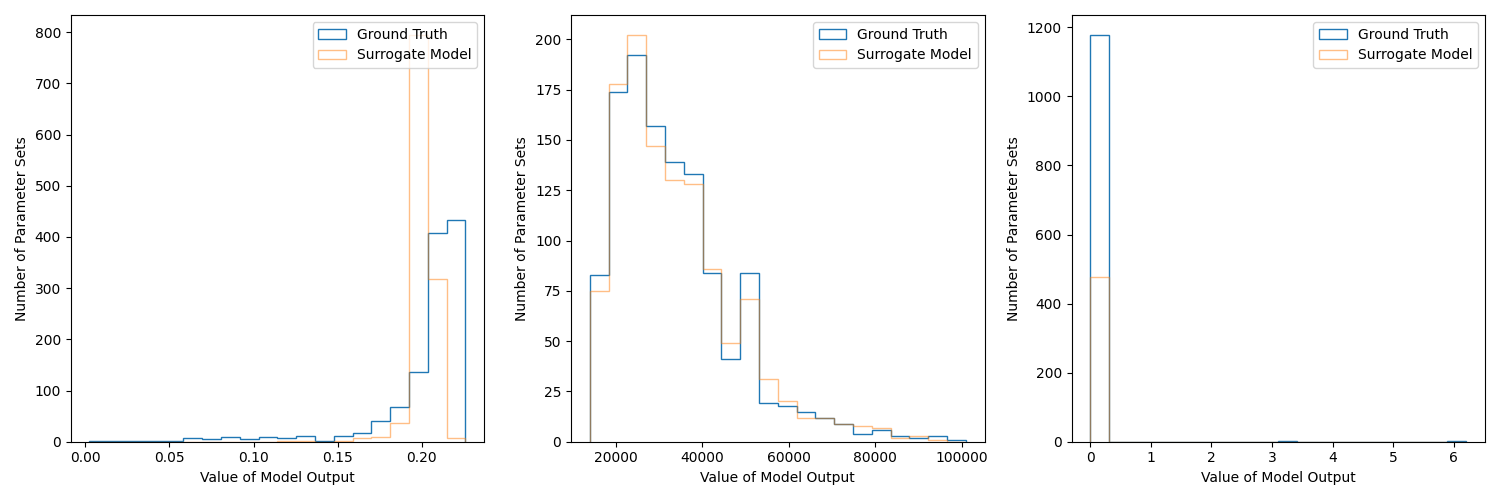 Number of Parameter Sets
800
700
600
500
400
300
200
100
0
0.00 0.05 0.10 0.15 0.20
Value of Model Output
Ground Truth
Surrogate Model
Number of Parameter Sets
200
175
150
125
100
75
50
25
0
20000 40000 60000 80000 100000
Value of Model Output
Ground Truth
Surrogate Model
Number of Parameter Sets
1200
1000
800
600
400
200
0
0 1 2 3 4 5 6
Value of Model Output
Ground Truth
Surrogate Model